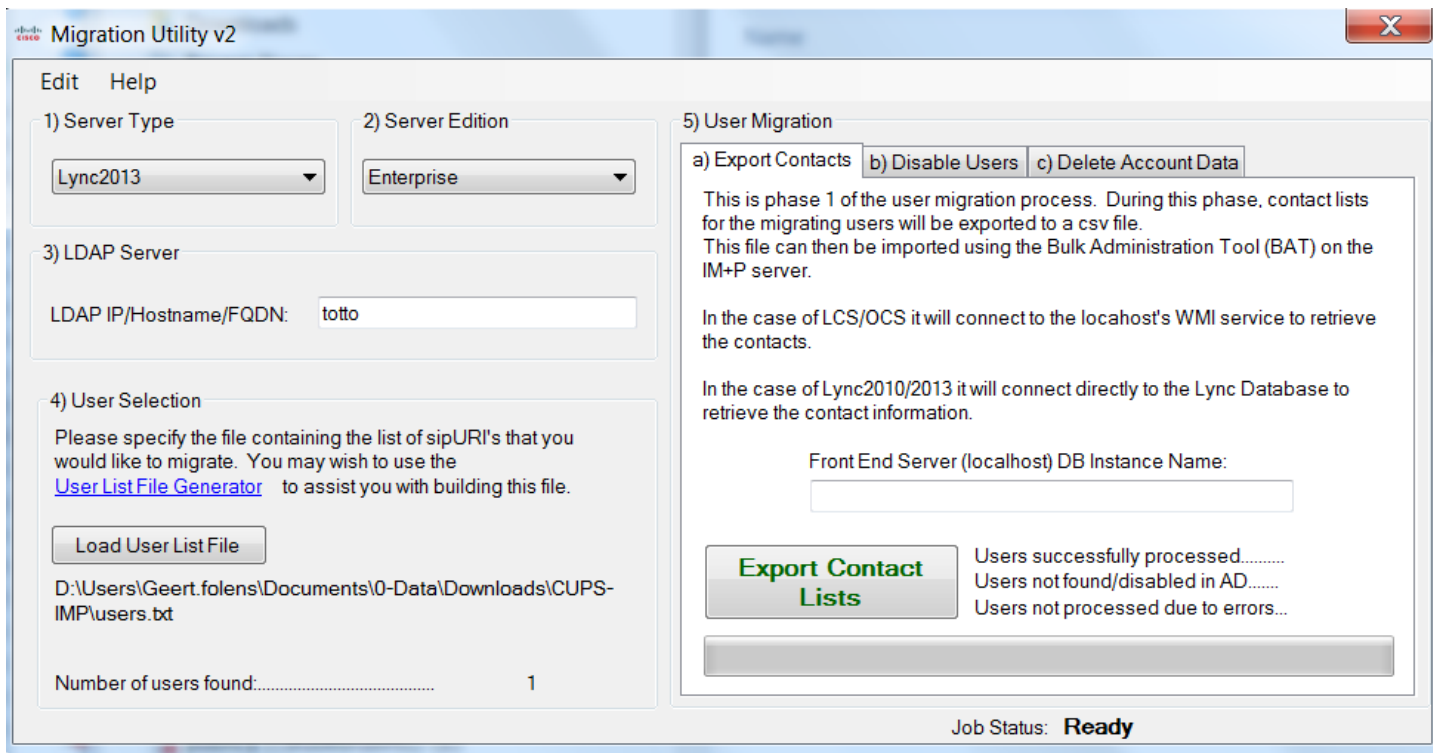 cisco Migration Utility v2
X
Edit Help
1) Server Type
Lync2013
2) Server Edition
Enterprise
3) LDAP Server
LDAP IP/Hostname/FQDN: totto
4) User Selection
Please specify the file containing the list of sipURI's that you
would like to migrate. You may wish to use the
User List File Generator to assist you with building this file.
Load User List File
D:\Users\Geert.folens\Documents\0-Data\Downloads\CUPS-
IMP\users.txt
Number of users found:.......................................... 1
5) User Migration
a) Export Contacts b) Disable Users c) Delete Account Data
This is phase 1 of the user migration process. During this phase, contact lists
for the migrating users will be exported to a csv file.
This file can then be imported using the Bulk Administration Tool (BAT) on the
IM+P server.
In the case of LCS/OCS it will connect to the locahost's WMI service to retrieve
the contacts.
In the case of Lync2010/2013 it will connect directly to the Lync Database to
retrieve the contact information.
Front End Server (localhost) DB Instance Name:
Export Contact
Lists
Users successfully processed..........
Users not found/disabled in AD.......
Users not processed due to errors...
Job Status: Ready